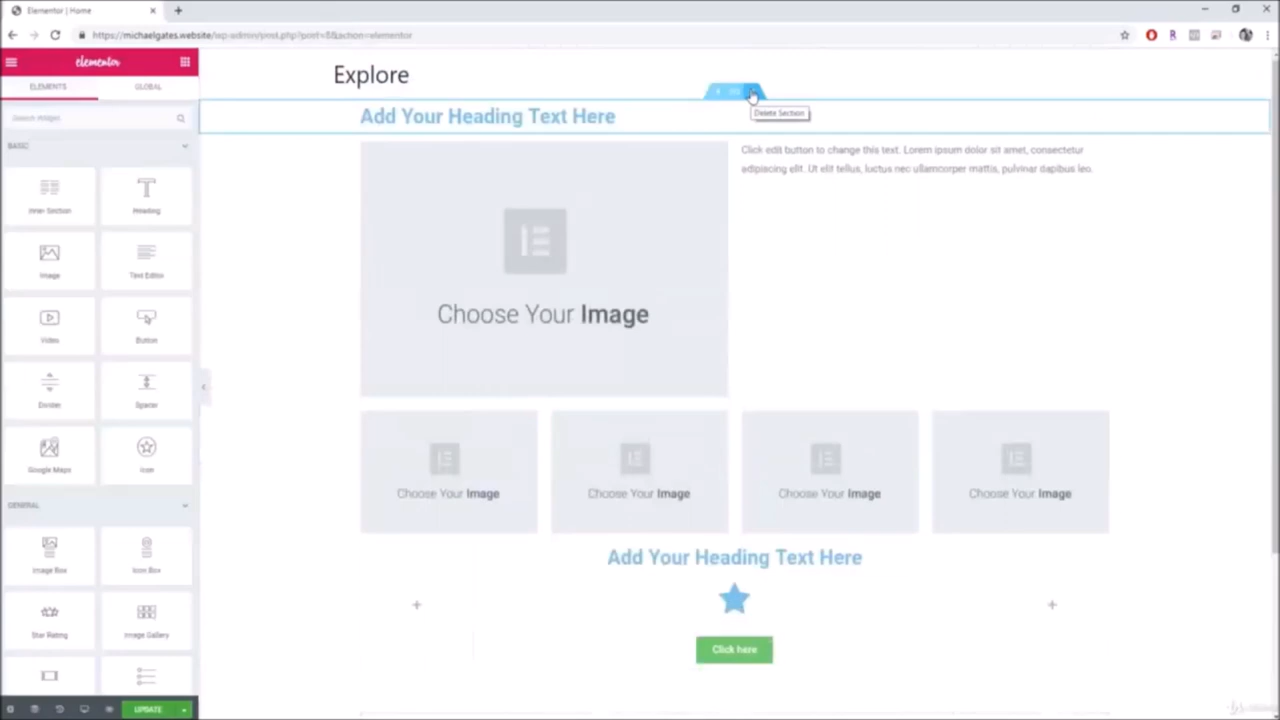 Elementor | Home
https://michaelgates.website/wp-admin/post.php?post=8&action=elementor
elementor
ELEMENTS
GLOBAL
Search Widget...
BASIC
Inner Section
Heading
Image
Text Editor
Video
Button
Divider
Spacer
Google Maps
Icon
GENERAL
Image Box
Icon Box
Star Rating
Image Gallery
UPDATE
Explore
Delete Section
Add Your Heading Text Here
Click edit button to change this text. Lorem ipsum dolor sit amet, consectetur
adipiscing elit. Ut elit tellus, luctus nec ullamcorper mattis, pulvinar dapibus leo.
Choose Your Image
Choose Your Image
Choose Your Image
Choose Your Image
Choose Your Image
Add Your Heading Text Here
Click here